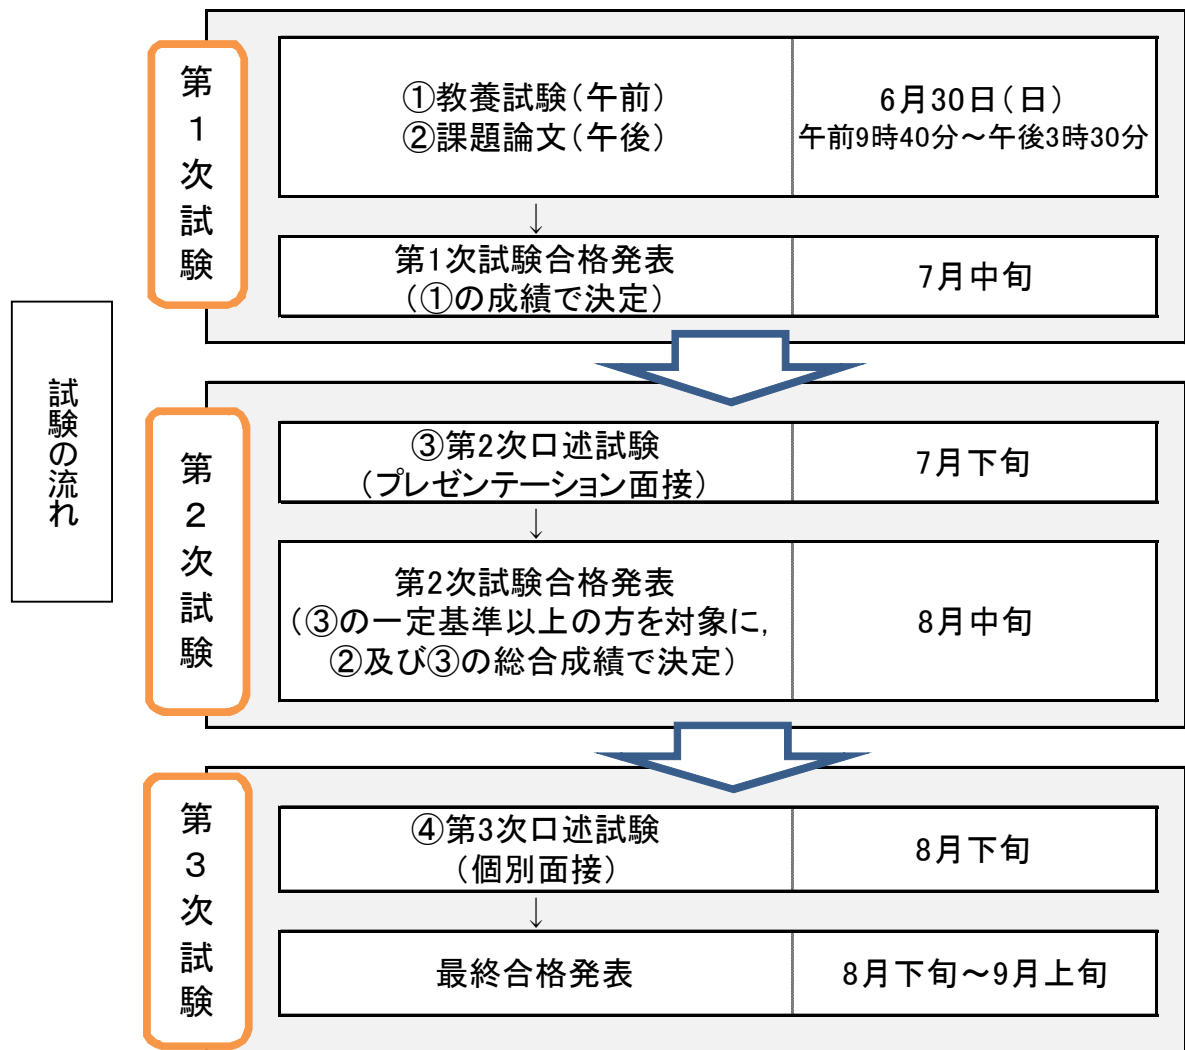 試験の流れ
第1次試験
①教養試験(午前)
②課題論文(午後)
6月30日(日)
午前9時40分～午後3時30分
↓
第1次試験合格発表
(①の成績で決定)
7月中旬
第2次試験
③第2次口述試験
(プレゼンテーション面接)
7月下旬
↓
第2次試験合格発表
(③の一定基準以上の方を対象に,
②及び③の総合成績で決定)
8月中旬
第3次試験
④第3次口述試験
(個別面接)
8月下旬
↓
最終合格発表
8月下旬～9月上旬